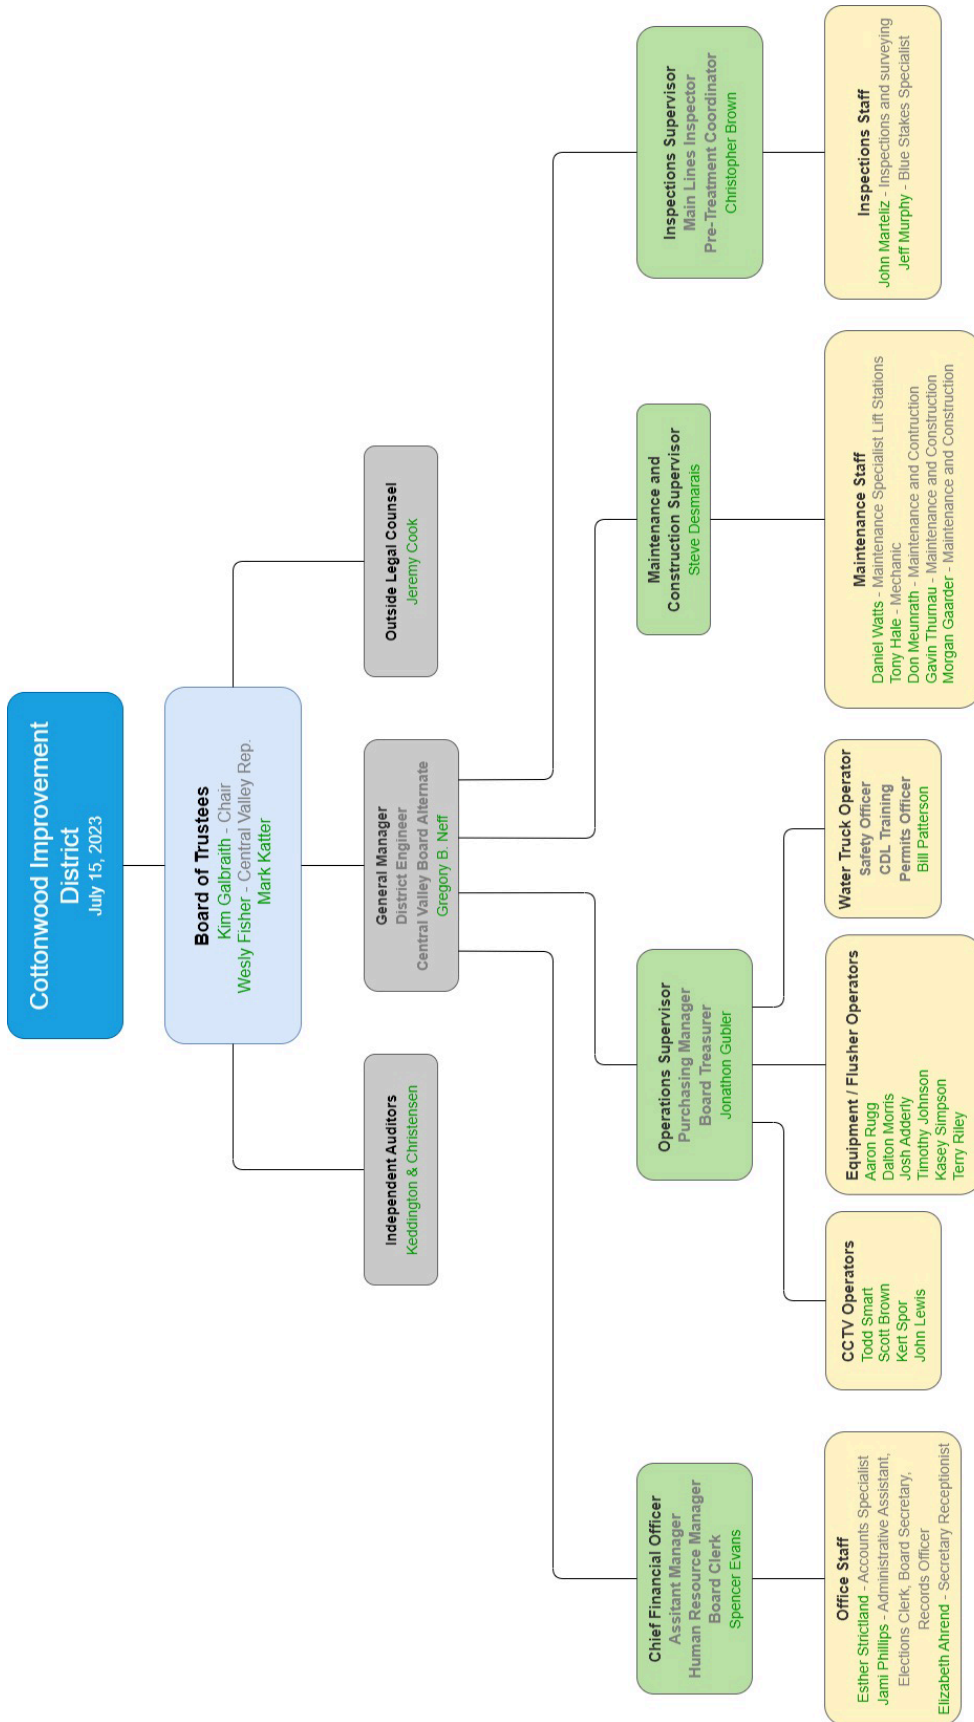 Cottonwood Improvement
District
July 15, 2023
Board of Trustees
Kim Galbraith - Chair
Wesly Fisher - Central Valley Rep.
Mark Katter
Independent Auditors
Keddington & Christensen
General Manager
District Engineer
Central Valley Board Alternate
Gregory B. Neff
Outside Legal Counsel
Jeremy Cook
Chief Financial Officer
Assitant Manager
Human Resource Manager
Board Clerk
Spencer Evans
Operations Supervisor
Purchasing Manager
Board Treasurer
Jonathon Gubler
Maintenance and
Construction Supervisor
Steve Desmarais
Inspections Supervisor
Main Lines Inspector
Pre-Treatment Coordinator
Christopher Brown
Office Staff
Esther Strictland - Accounts Specialist
Jami Phillips - Administrative Assistant,
Elections Clerk, Board Secretary,
Records Officer
Elizabeth Ahrend - Secretary Receptionist
CCTV Operators
Todd Smart
Scott Brown
Kert Spor
John Lewis
Equipment / Flusher Operators
Aaron Rugg
Dalton Morris
Josh Adderly
Timothy Johnson
Kasey Simpson
Terry Riley
Water Truck Operator
Safety Officer
CDL Training
Permits Officer
Bill Patterson
Maintenance Staff
Daniel Watts - Maintenance Specialist Lift Stations
Tony Hale - Mechanic
Don Meunrath - Maintenance and Contruction
Gavin Thurnau - Maintenance and Construction
Morgan Gaarder - Maintenance and Construction
Inspections Staff
John Marteliz - Inspections and surveying
Jeff Murphy - Blue Stakes Specialist